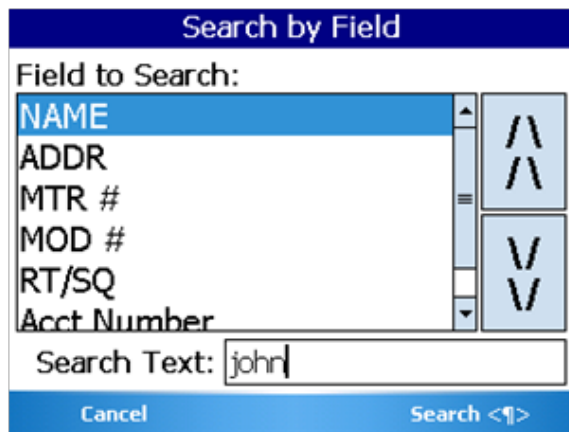 Search by Field
Field to Search:
NAME
ADDR
MTR #
MOD #
RT/SQ
Acct Number
Search Text: john
Cancel Search <¶>